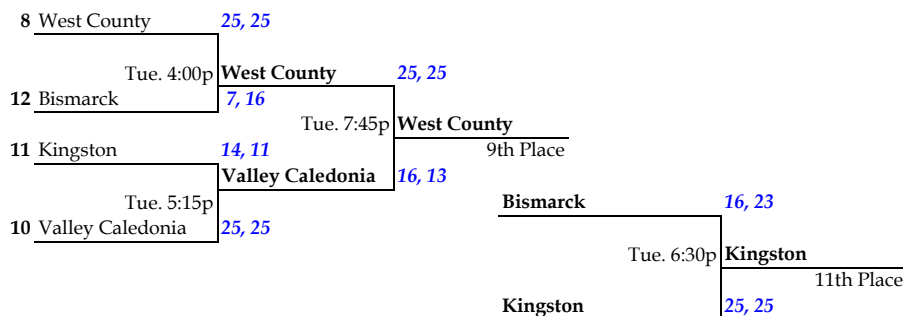 8 West County 25, 25
Tue. 4:00p West County 25, 25
12 Bismarck 7, 16
Tue. 7:45p West County
11 Kingston 14, 11
9th Place
Valley Caledonia 16, 13
Tue. 5:15p
Bismarck 16, 23
10 Valley Caledonia 25, 25
Tue. 6:30p Kingston
11th Place
Kingston 25, 25